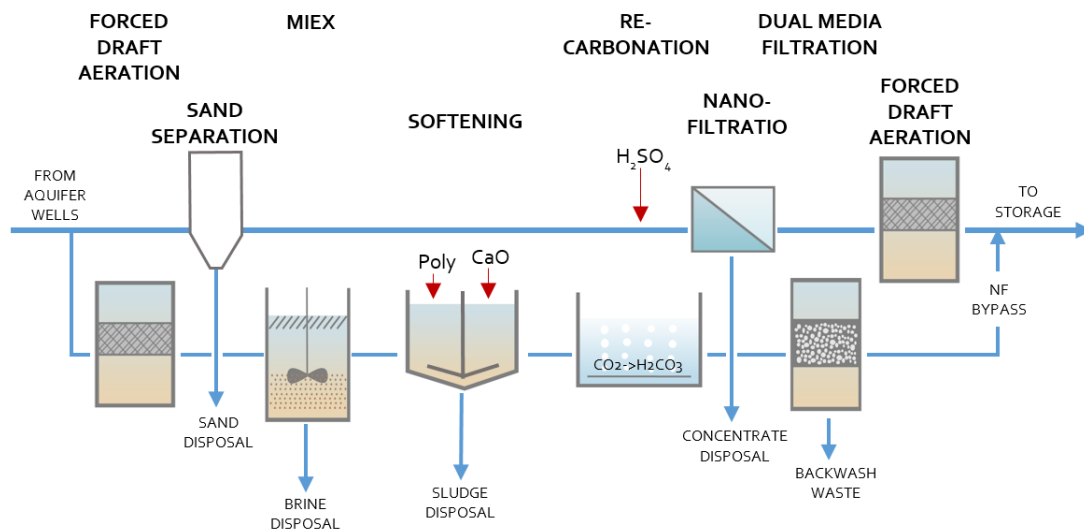 FORCED
DRAFT
AERATION
MIEX
RE-
CARBONATION
DUAL MEDIA
FILTRATION
SAND
SEPARATION
SOFTENING
NANO-
FILTRATIO
FORCED
DRAFT
AERATION
FROM
AQUIFER
WELLS
H₂SO₄
TO
STORAGE
Poly
CaO
NF
BYPASS
CO2->H2CO3
SAND
DISPOSAL
CONCENTRATE
DISPOSAL
BACKWASH
WASTE
BRINE
DISPOSAL
SLUDGE
DISPOSAL